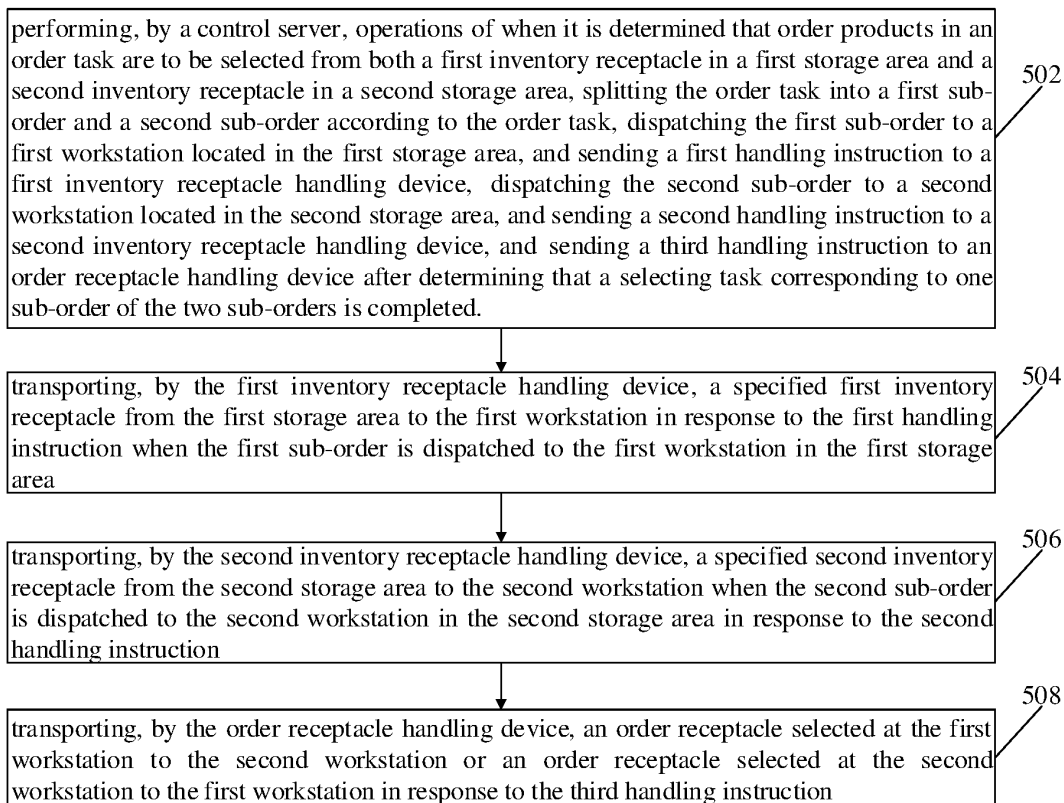 performing, by a control server, operations of when it is determined that order products in an
order task are to be selected from both a first inventory receptacle in a first storage area and a
second inventory receptacle in a second storage area, splitting the order task into a first sub-
order and a second sub-order according to the order task, dispatching the first sub-order to a
first workstation located in the first storage area, and sending a first handling instruction to a
first inventory receptacle handling device, dispatching the second sub-order to a second
workstation located in the second storage area, and sending a second handling instruction to a
second inventory receptacle handling device, and sending a third handling instruction to an
order receptacle handling device after determining that a selecting task corresponding to one
sub-order of the two sub-orders is completed.
502
transporting, by the first inventory receptacle handling device, a specified first inventory
receptacle from the first storage area to the first workstation in response to the first handling
instruction when the first sub-order is dispatched to the first workstation in the first storage
area
504
transporting, by the second inventory receptacle handling device, a specified second inventory
receptacle from the second storage area to the second workstation when the second sub-order
is dispatched to the second workstation in the second storage area in response to the second
handling instruction
506
transporting, by the order receptacle handling device, an order receptacle selected at the first
workstation to the second workstation or an order receptacle selected at the second
workstation to the first workstation in response to the third handling instruction
508